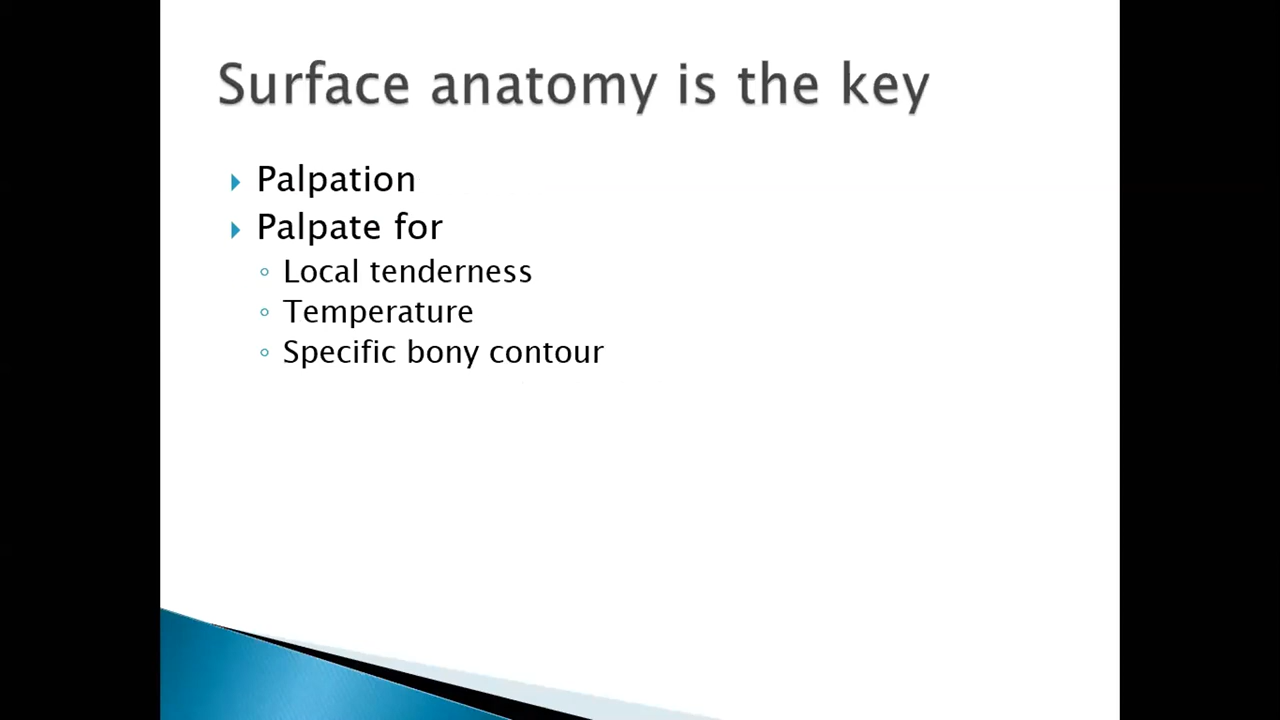 Surface anatomy is the key
Palpation
Palpate for
Local tenderness
Temperature
Specific bony contour